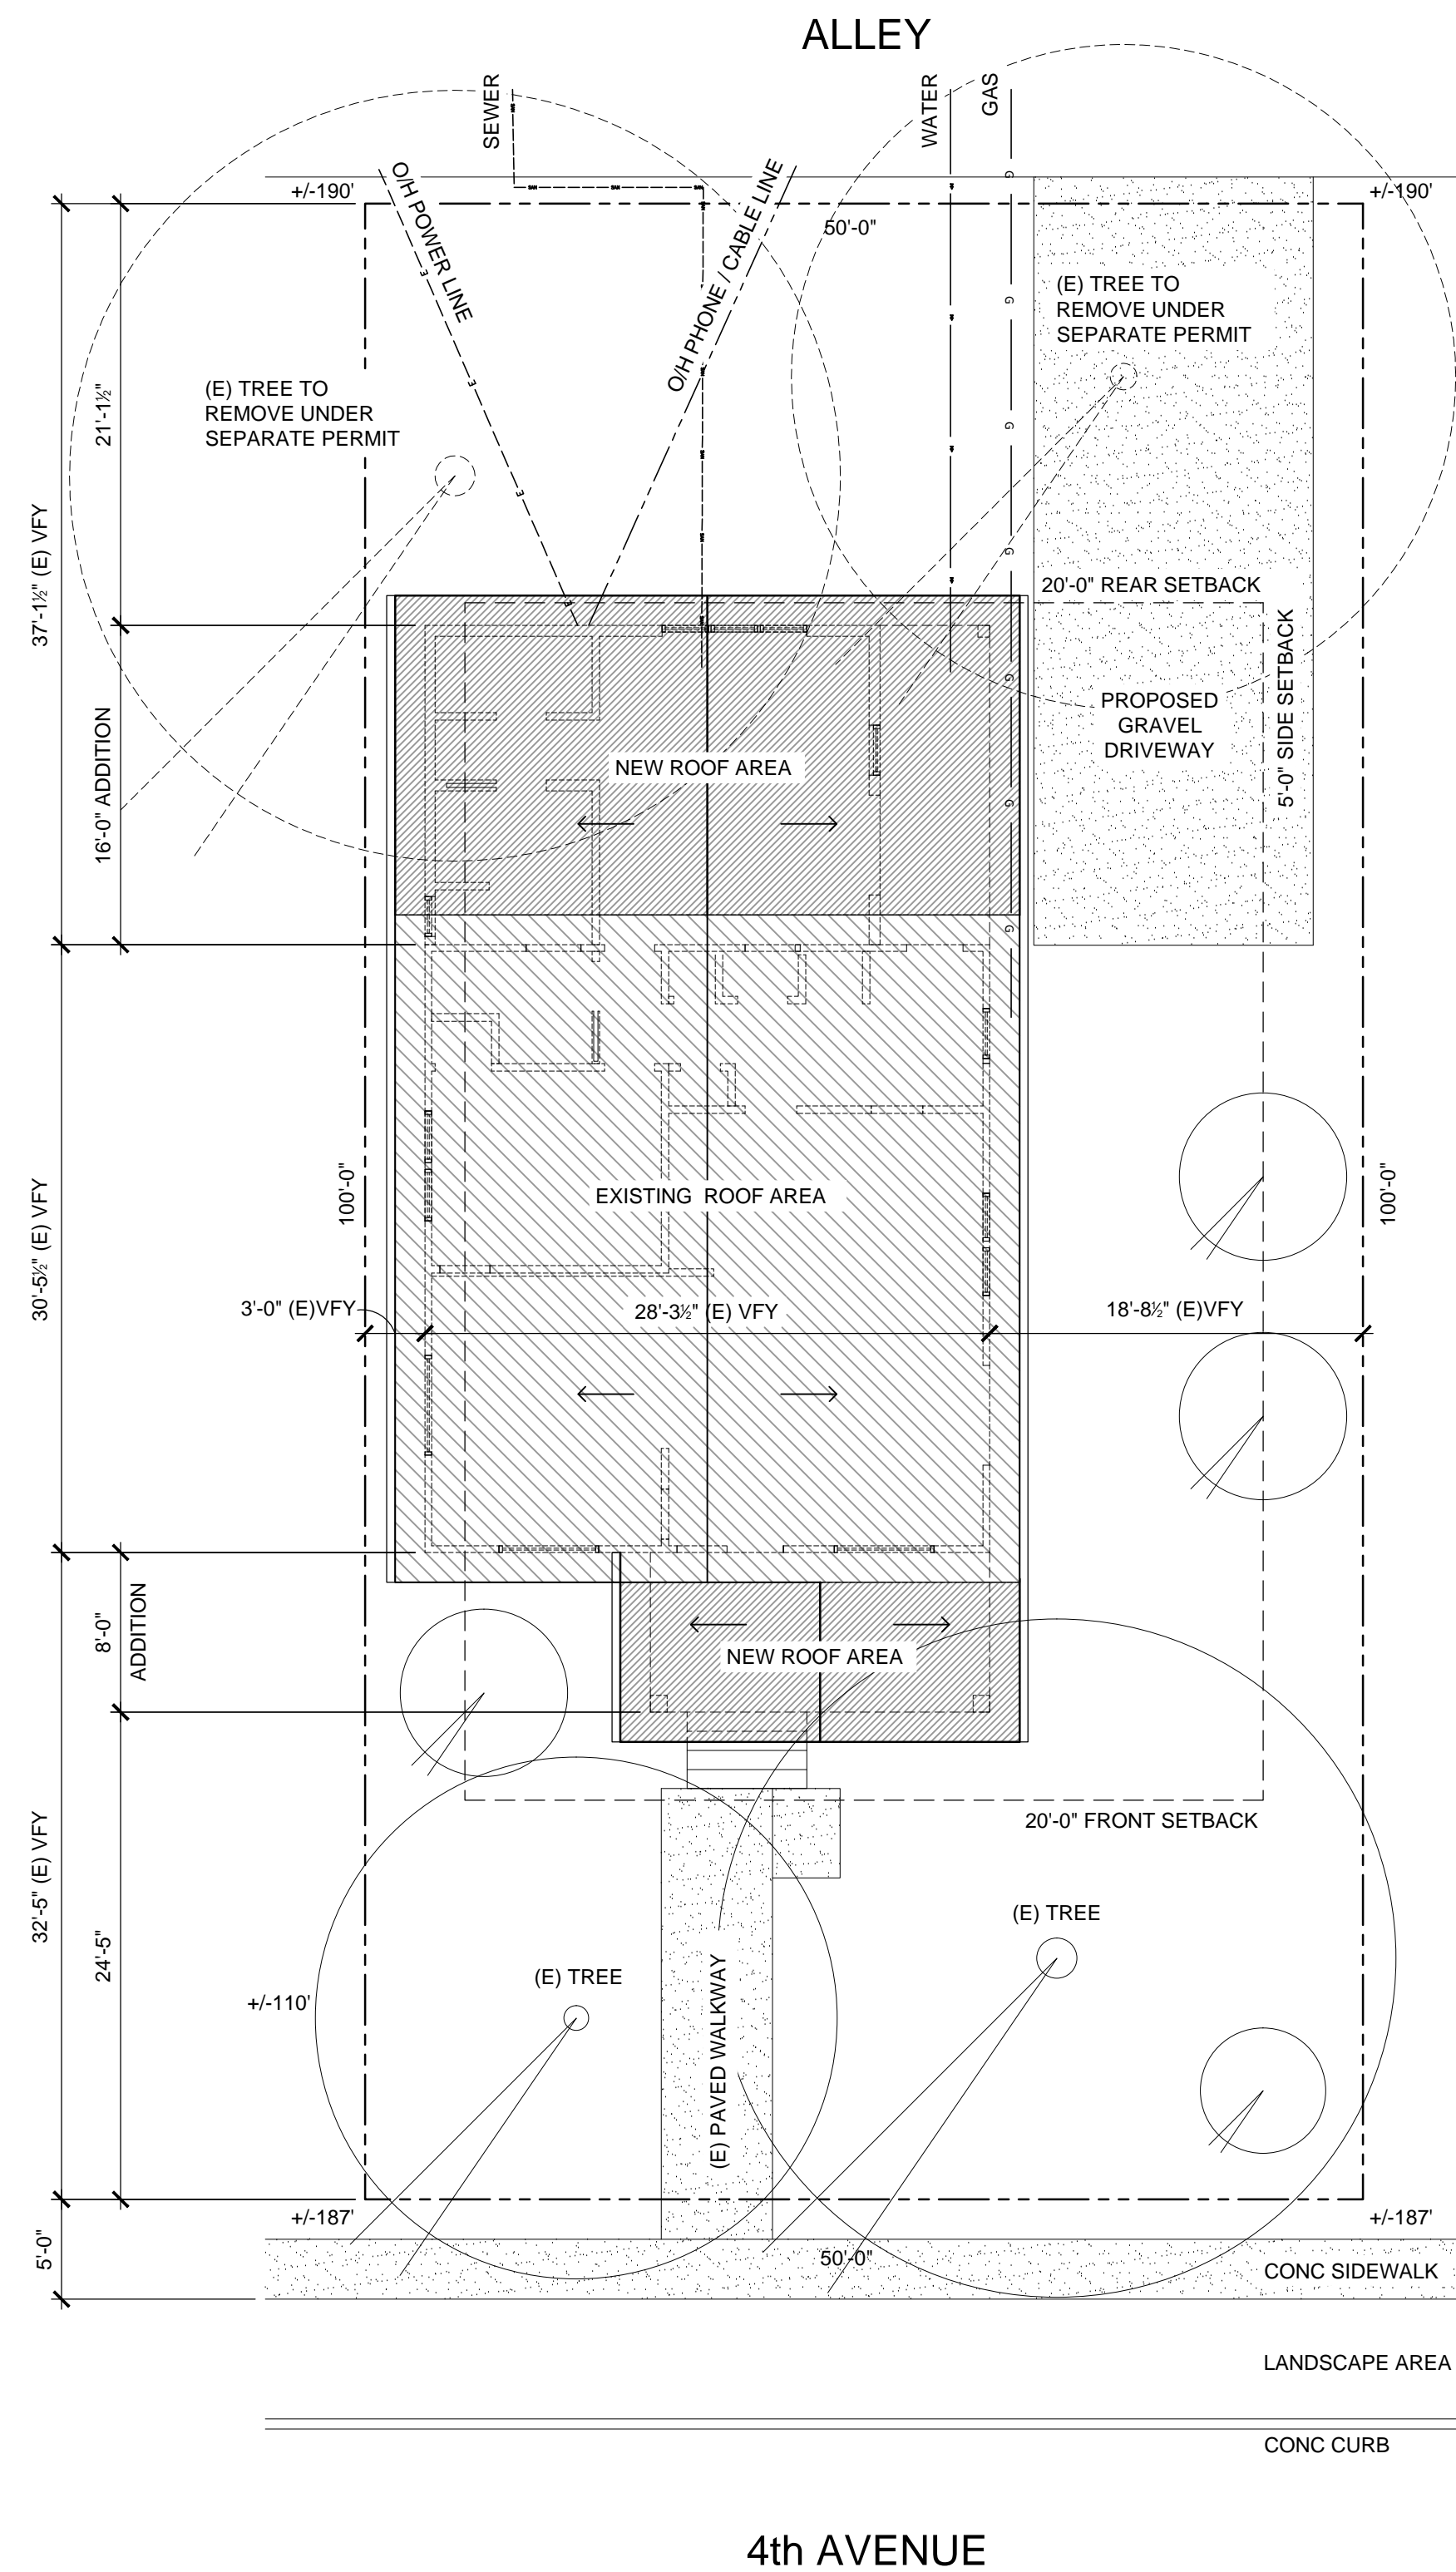 ALLEY
SEWER
WATER
GAS
+/-190'
O/H POWER LINE
O/H PHONE / CABLE LINE
50'-0"
+/-190'
(E) TREE TO
REMOVE UNDER
SEPARATE PERMIT
(E) TREE TO
REMOVE UNDER
SEPARATE PERMIT
21'-1½"
37'-1½" (E) VFY
20'-0" REAR SETBACK
5'-0" SIDE SETBACK
PROPOSED
GRAVEL
DRIVEWAY
16'-0" ADDITION
NEW ROOF AREA
G
G
G
G
G
G
G
E
E
E
E
SAN
SAN
SAN
100'-0"
EXISTING ROOF AREA
100'-0"
30'-5½" (E) VFY
3'-0" (E)VFY
28'-3½" (E) VFY
18'-8½" (E)VFY
8'-0"
ADDITION
NEW ROOF AREA
20'-0" FRONT SETBACK
32'-5" (E) VFY
24'-5"
(E) TREE
(E) TREE
+/-110'
(E) PAVED WALKWAY
+/-187'
+/-187'
5'-0"
50'-0"
CONC SIDEWALK
LANDSCAPE AREA
CONC CURB
4th AVENUE